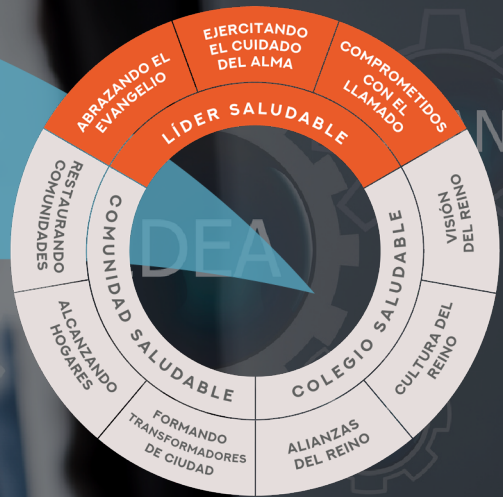 ABRAZANDO EL
EVANGELIO
EJERCITANDO
EL CUIDADO
DEL ALMA
COMPROMETIDOS
CON EL
LLAMADO
LÍDER SALUDABLE
VISIÓN
DEL REINO
CULTURA DEL
REINO
ALIANZAS
DEL REINO
COLEGIO SALUDABLE
FORMANDO
TRANSFORMADORES
DE CIUDAD
ALCANZANDO
HOGARES
RESTAURANDO
COMUNIDADES
COMUNIDAD SALUDABLE
IDEA